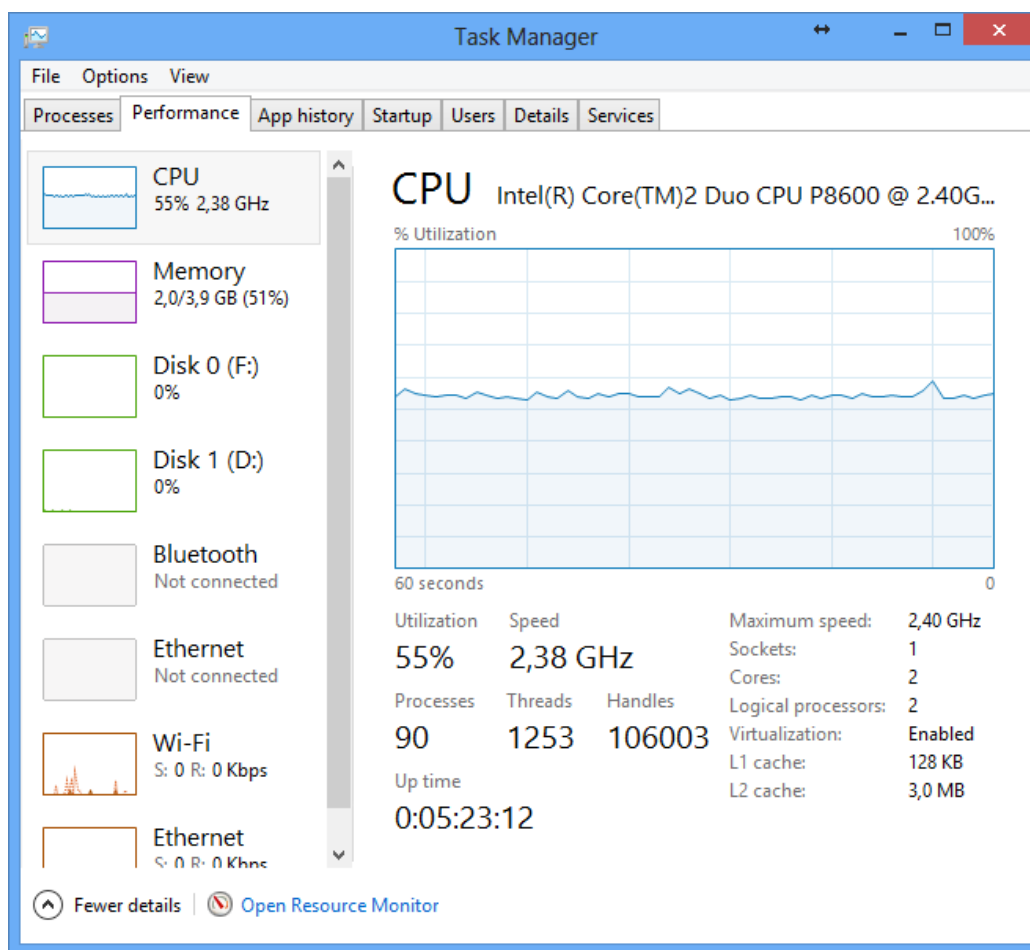 Task Manager
File Options View
Processes Performance App history Startup Users Details Services
CPU
55% 2,38 GHz
Memory
2,0/3,9 GB (51%)
Disk 0 (F:)
0%
Disk 1 (D:)
0%
Bluetooth
Not connected
Ethernet
Not connected
Wi-Fi
S: 0 R: 0 Kbps
Ethernet
S: 0 R: 0 Kbps
CPU Intel(R) Core(TM)2 Duo CPU P8600 @ 2.40G...
% Utilization 100%
60 seconds 0
Utilization Speed
55% 2,38 GHz
Processes Threads Handles
90 1253 106003
Up time
0:05:23:12
Maximum speed: 2,40 GHz
Sockets: 1
Cores: 2
Logical processors: 2
Virtualization: Enabled
L1 cache: 128 KB
L2 cache: 3,0 MB
Fewer details Open Resource Monitor